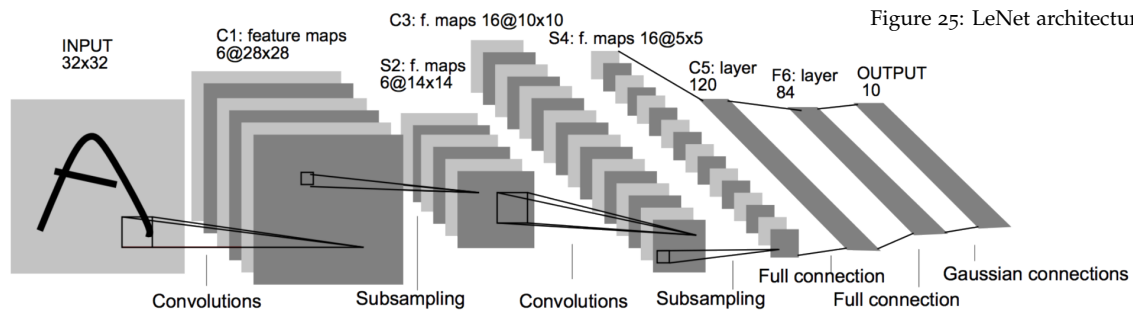 Figure 25: LeNet architectur
INPUT
32x32
C1: feature maps
6@28x28
S2: f. maps
6@14x14
C3: f. maps 16@10x10
S4: f. maps 16@5x5
C5: layer
120
F6: layer
84
OUTPUT
10
Convolutions
Subsampling
Convolutions
Subsampling
Full connection
Full connection
Gaussian connections